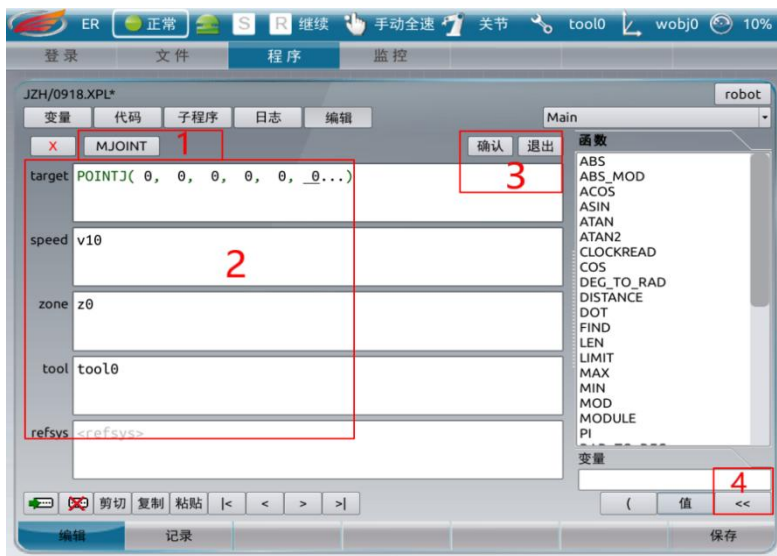 ER 正常 S R 继续 手动全速 关节 tool0 wobj0 10%
登录 文件 程序 监控
JZH/0918.XPL* robot
变量 代码 子程序 日志 编辑 Main
X MJOINT 1 确认 退出 函数
3
target POINTJ( 0, 0, 0, 0, 0, _0...)
speed v10
2
zone z0
tool tool0
refsys <refsys>
ABS
ABS_MOD
ACOS
ASIN
ATAN
ATAN2
CLOCKREAD
COS
DEG_TO_RAD
DISTANCE
DOT
FIND
LEN
LIMIT
MAX
MIN
MOD
MODULE
PI
变量
4
剪切 复制 粘贴 |< < > >| ( 值 <<
编辑 记录 保存